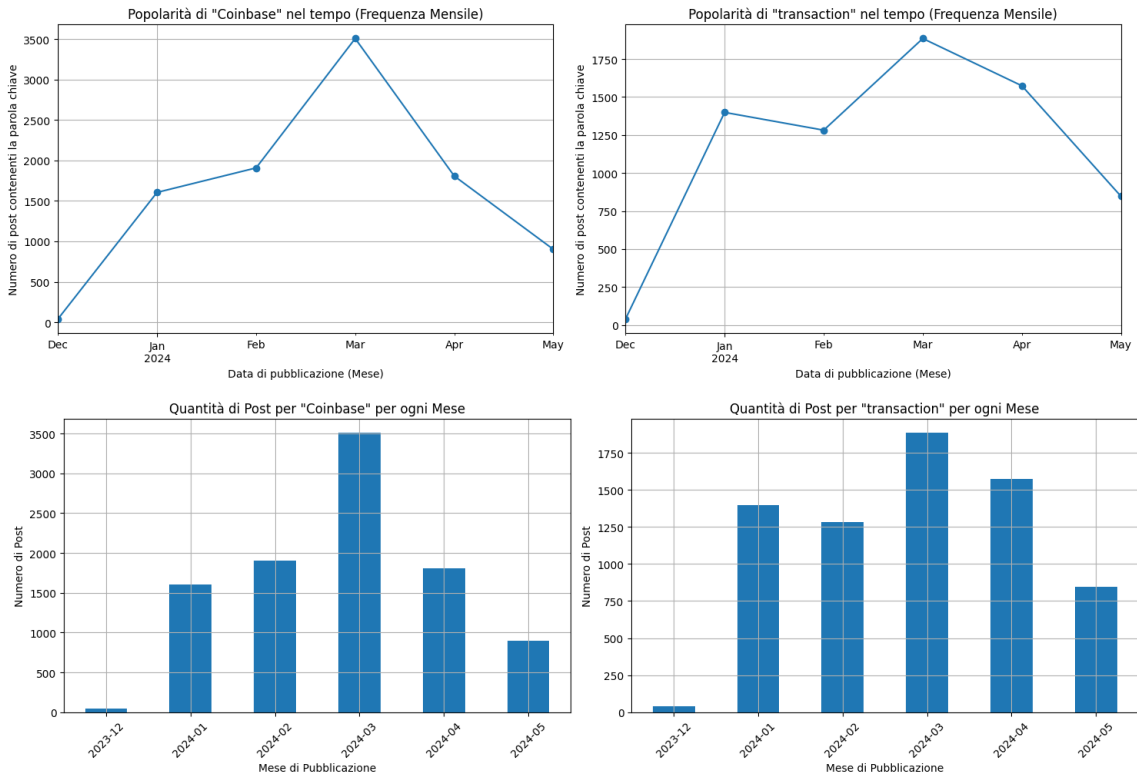 Popolarità di "Coinbase" nel tempo (Frequenza Mensile)
Numero di post contenenti la parola chiave
3500
3000
2500
2000
1500
1000
500
0
Dec
Jan
2024
Feb
Mar
Apr
May
Data di pubblicazione (Mese)
Popolarità di "transaction" nel tempo (Frequenza Mensile)
Numero di post contenenti la parola chiave
1750
1500
1250
1000
750
500
250
0
Dec
Jan
2024
Feb
Mar
Apr
May
Data di pubblicazione (Mese)
Quantità di Post per "Coinbase" per ogni Mese
Numero di Post
3500
3000
2500
2000
1500
1000
500
0
2023-12
2024-01
2024-02
2024-03
2024-04
2024-05
Mese di Pubblicazione
Quantità di Post per "transaction" per ogni Mese
Numero di Post
1750
1500
1250
1000
750
500
250
0
2023-12
2024-01
2024-02
2024-03
2024-04
2024-05
Mese di Pubblicazione